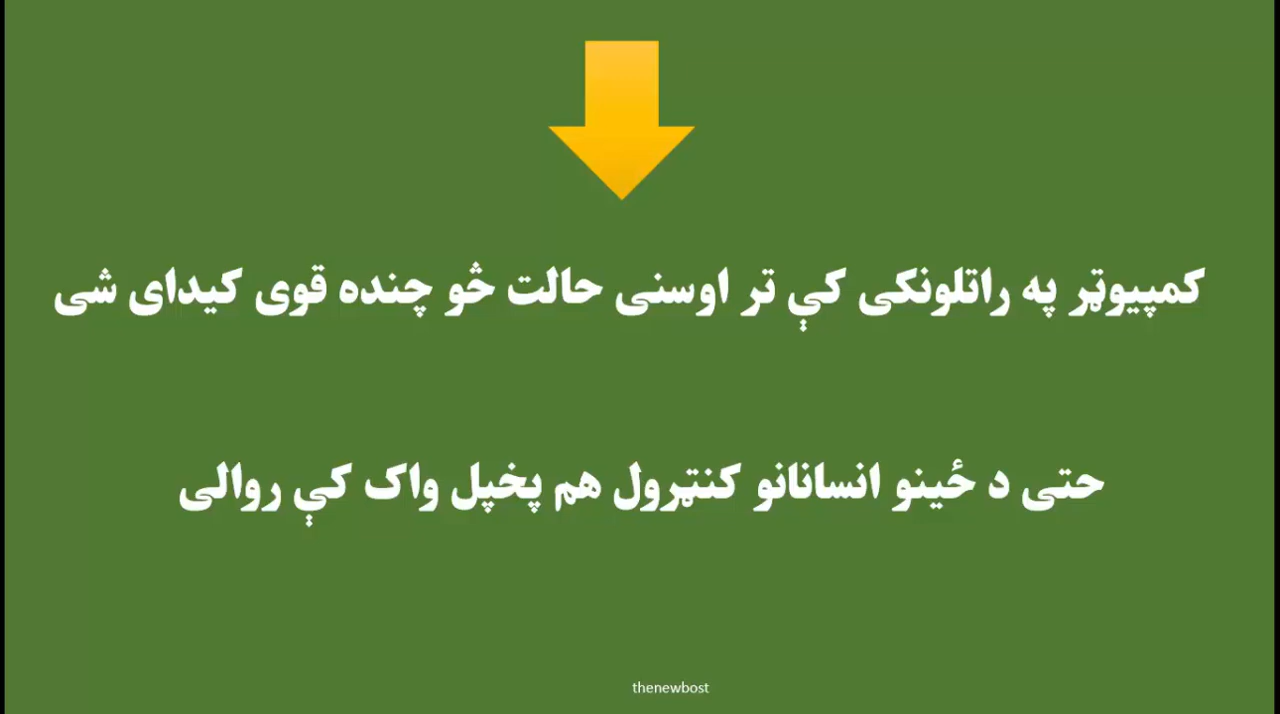 کمپیوټر په راتلونکی کې تر اوسنی حالت څو چنده قوی کیدای شی
حتی د ځینو انسانانو کنټرول هم پخپل واک کې روالی
thenewbost